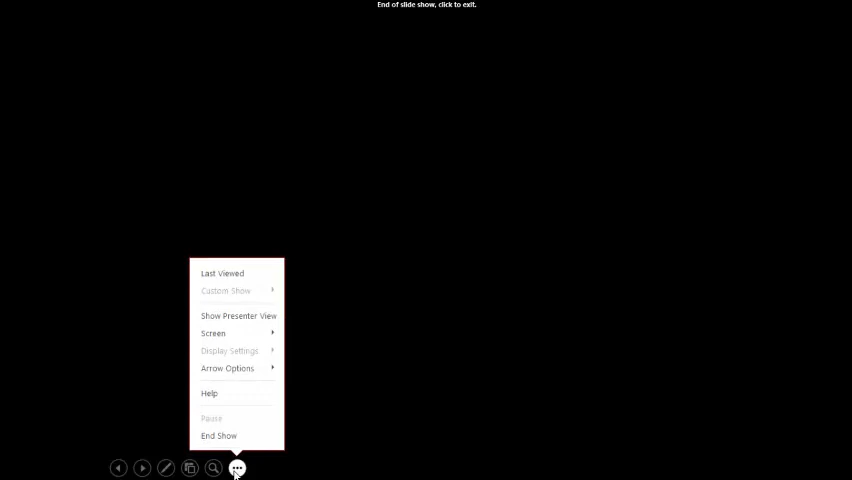 End of slide show, click to exit.
Last Viewed
Custom Show
Show Presenter View
Screen
Display Settings
Arrow Options
Help
Pause
End Show